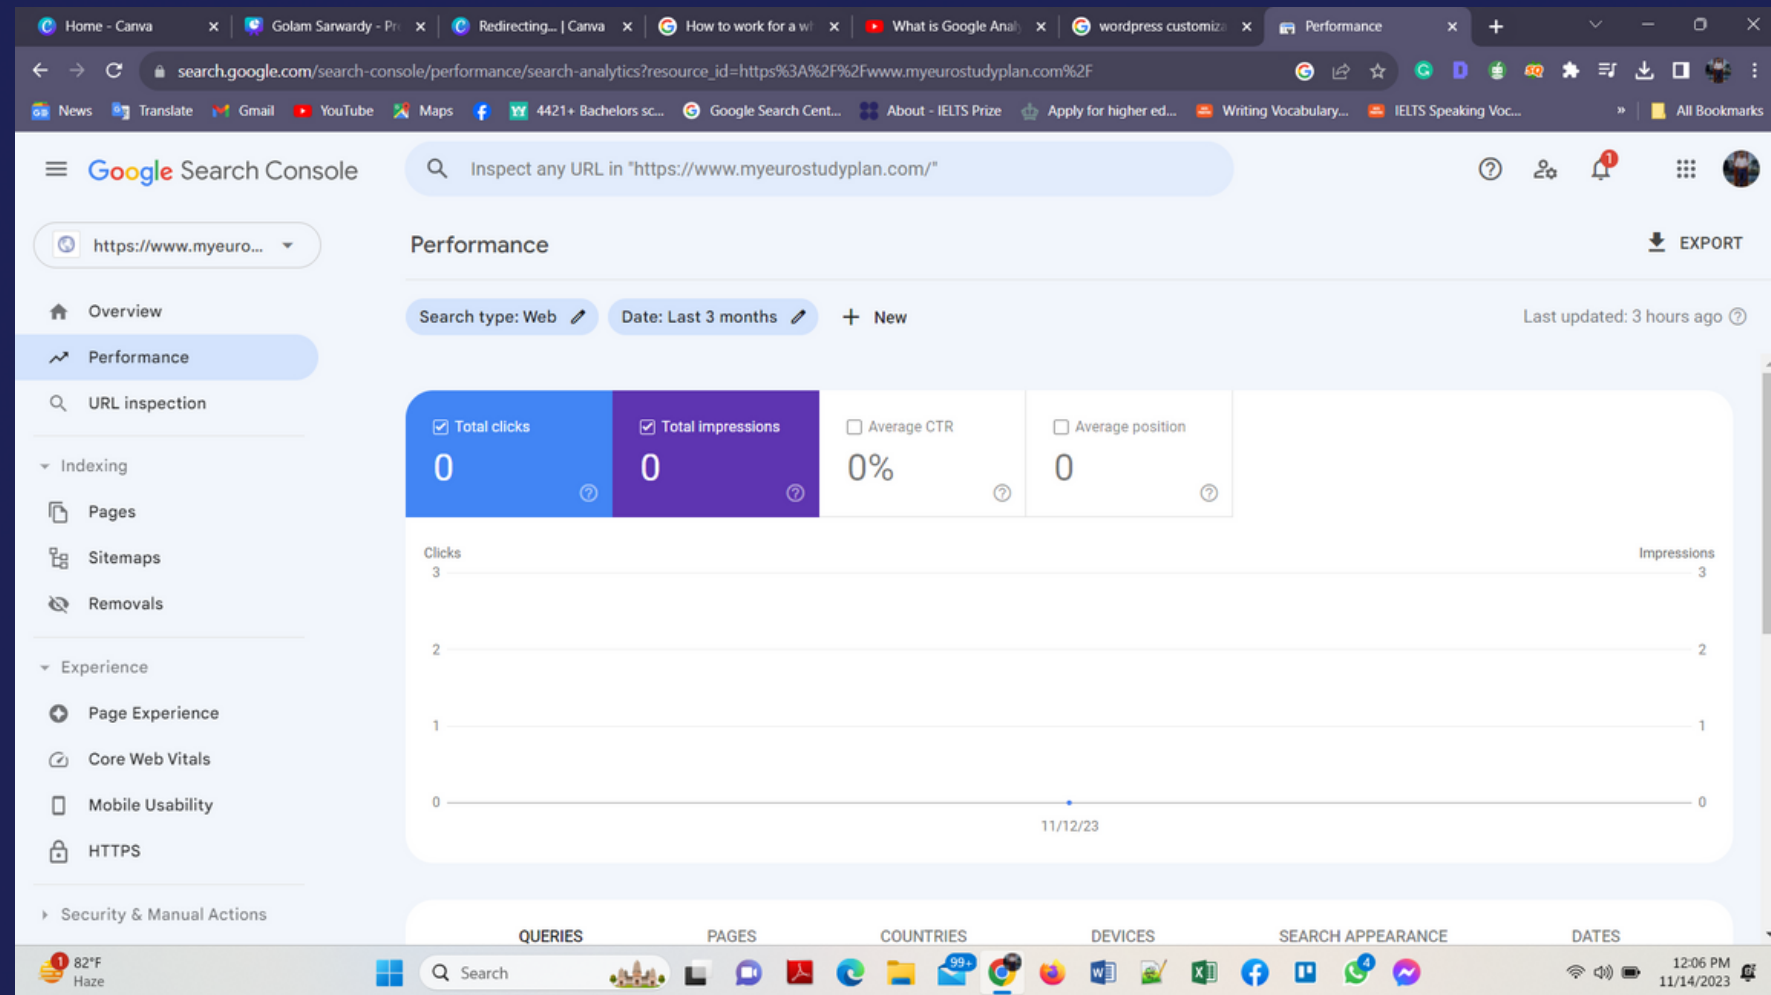 Home - Canva
Golam Sarwardy - Pr
Redirecting... | Canva
How to work for a w
What is Google Analy
wordpress customiza
Performance
search.google.com/search-console/performance/search-analytics?resource_id=https%3A%2F%2Fwww.myeurostudyplan.com%2F
News
Translate
Gmail
YouTube
Maps
4421+ Bachelors sc...
Google Search Cent...
About - IELTS Prize
Apply for higher ed...
Writing Vocabulary...
IELTS Speaking Voc...
»
All Bookmarks
Google Search Console
Inspect any URL in "https://www.myeurostudyplan.com/"
1
https://www.myeuro...
Performance
EXPORT
Overview
Performance
URL inspection
Indexing
Pages
Sitemaps
Removals
Experience
Page Experience
Core Web Vitals
Mobile Usability
HTTPS
Security & Manual Actions
Search type: Web
Date: Last 3 months
+ New
Last updated: 3 hours ago
Total clicks
0
Total impressions
0
Average CTR
0%
Average position
0
Clicks
Impressions
3
3
2
2
1
1
0
0
11/12/23
QUERIES
PAGES
COUNTRIES
DEVICES
SEARCH APPEARANCE
DATES
1
82°F
Haze
Search
99+
4
12:06 PM
11/14/2023